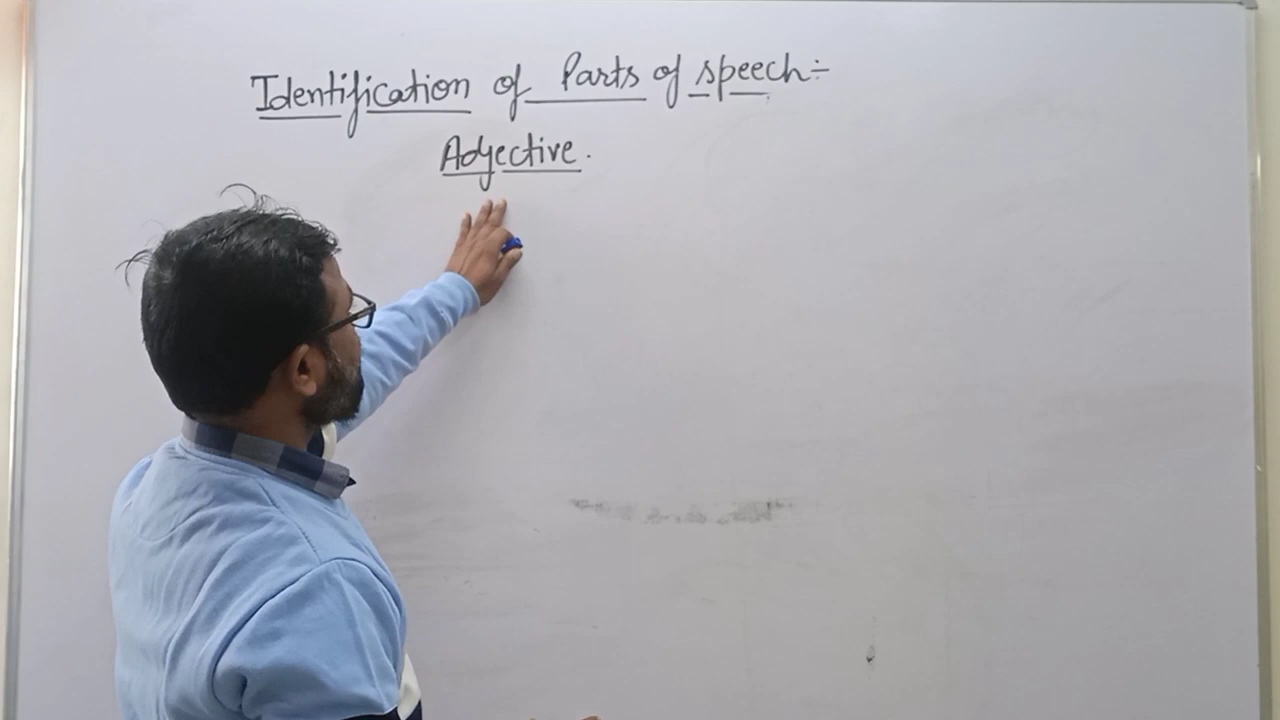 Identification of Parts of speech:-
Adjective.